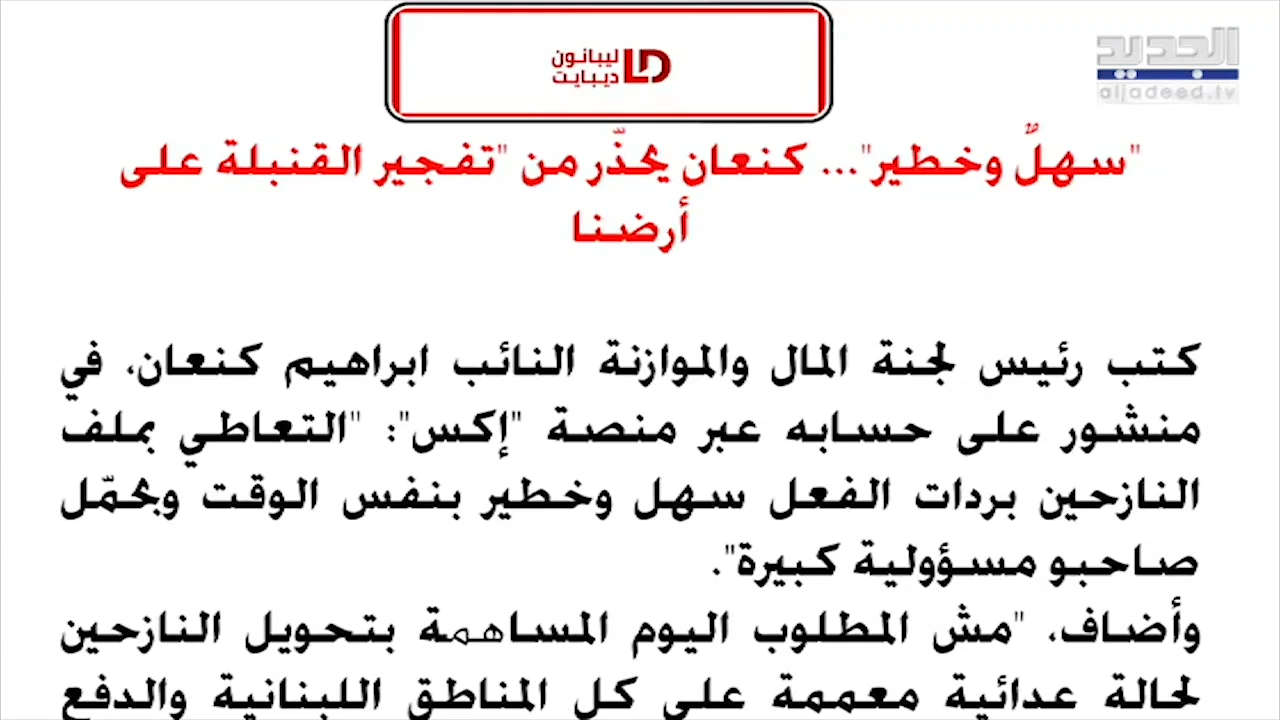 ليبانون
ديبايت
LD
الجديد
aljadeed.tv
"سهلٌ وخطير"... كنعان يحذّر من "تفجير القنبلة على
أرضنا
كتب رئيس لجنة المال والموازنة النائب ابراهيم كنعان، في
منشور على حسابه عبر منصة "إكس": "التعاطي بملف
النازحين بردات الفعل سهل وخطير بنفس الوقت وبحمّل
صاحبو مسؤولية كبيرة".
وأضاف، "مش المطلوب اليوم المساهمة بتحويل النازحين
لحالة عدائية معممة على كل المناطق اللبنانية والدفع